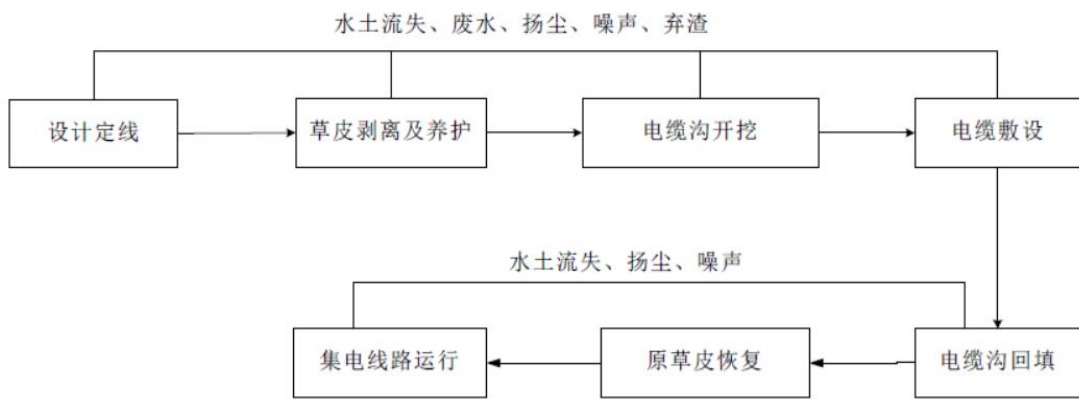 水土流失、废水、扬尘、噪声、弃渣
设计定线
草皮剥离及养护
电缆沟开挖
电缆敷设
水土流失、扬尘、噪声
集电线路运行
原草皮恢复
电缆沟回填